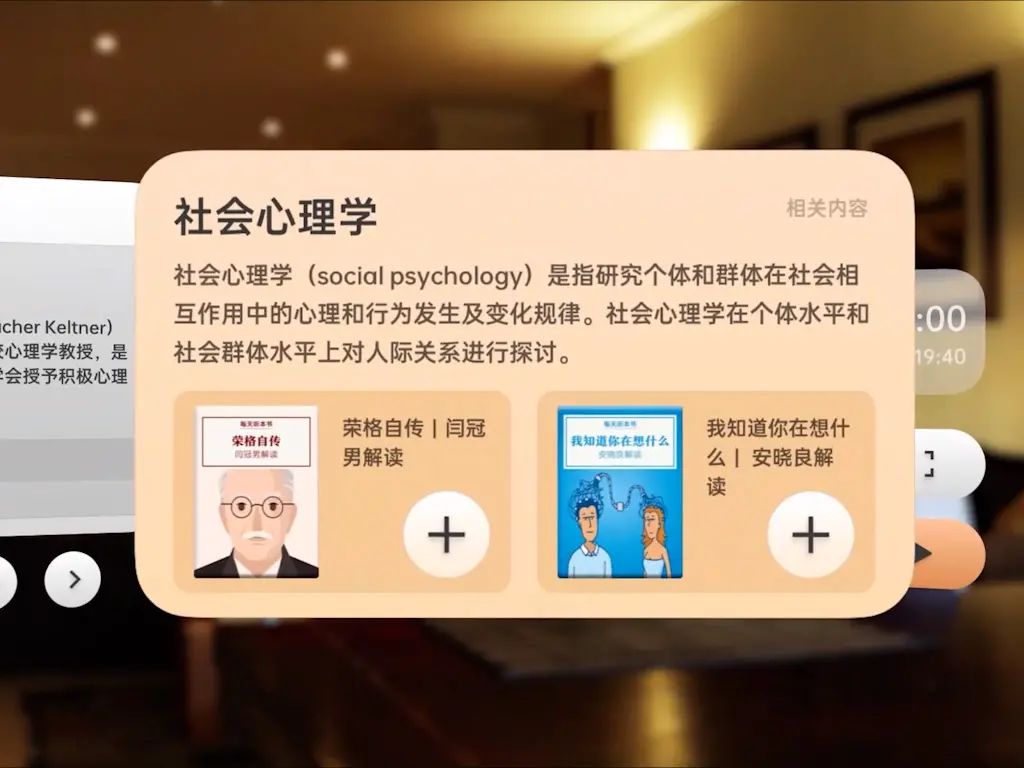 社会心理学
相关内容
社会心理学（social psychology）是指研究个体和群体在社会相
互作用中的心理和行为发生及变化规律。社会心理学在个体水平和
社会群体水平上对人际关系进行探讨。
每天听本书
荣格自传
闫冠男解读
荣格自传 | 闫冠
男解读
每天听本书
我知道你在想什么
安晓良解读
我知道你在想什
么 | 安晓良解
读
Keltner)
心理学教授，是
学会授予积极心理
:00
19:40